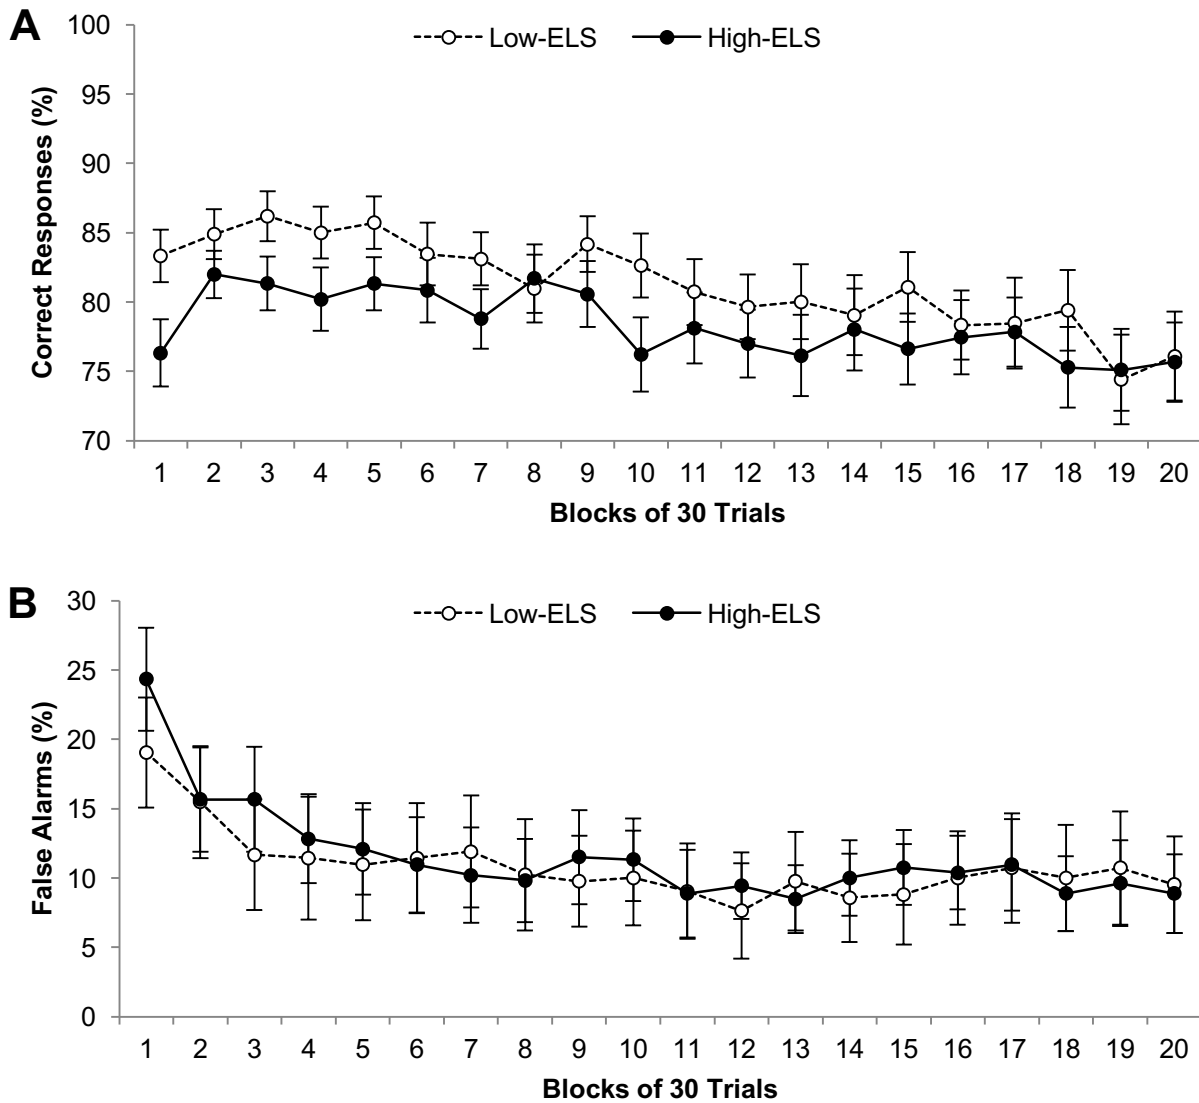 A
Low-ELS High-ELS
Correct Responses (%)
100
95
90
85
80
75
70
1 2 3 4 5 6 7 8 9 10 11 12 13 14 15 16 17 18 19 20
Blocks of 30 Trials
B
Low-ELS High-ELS
False Alarms (%)
30
25
20
15
10
5
0
1 2 3 4 5 6 7 8 9 10 11 12 13 14 15 16 17 18 19 20
Blocks of 30 Trials